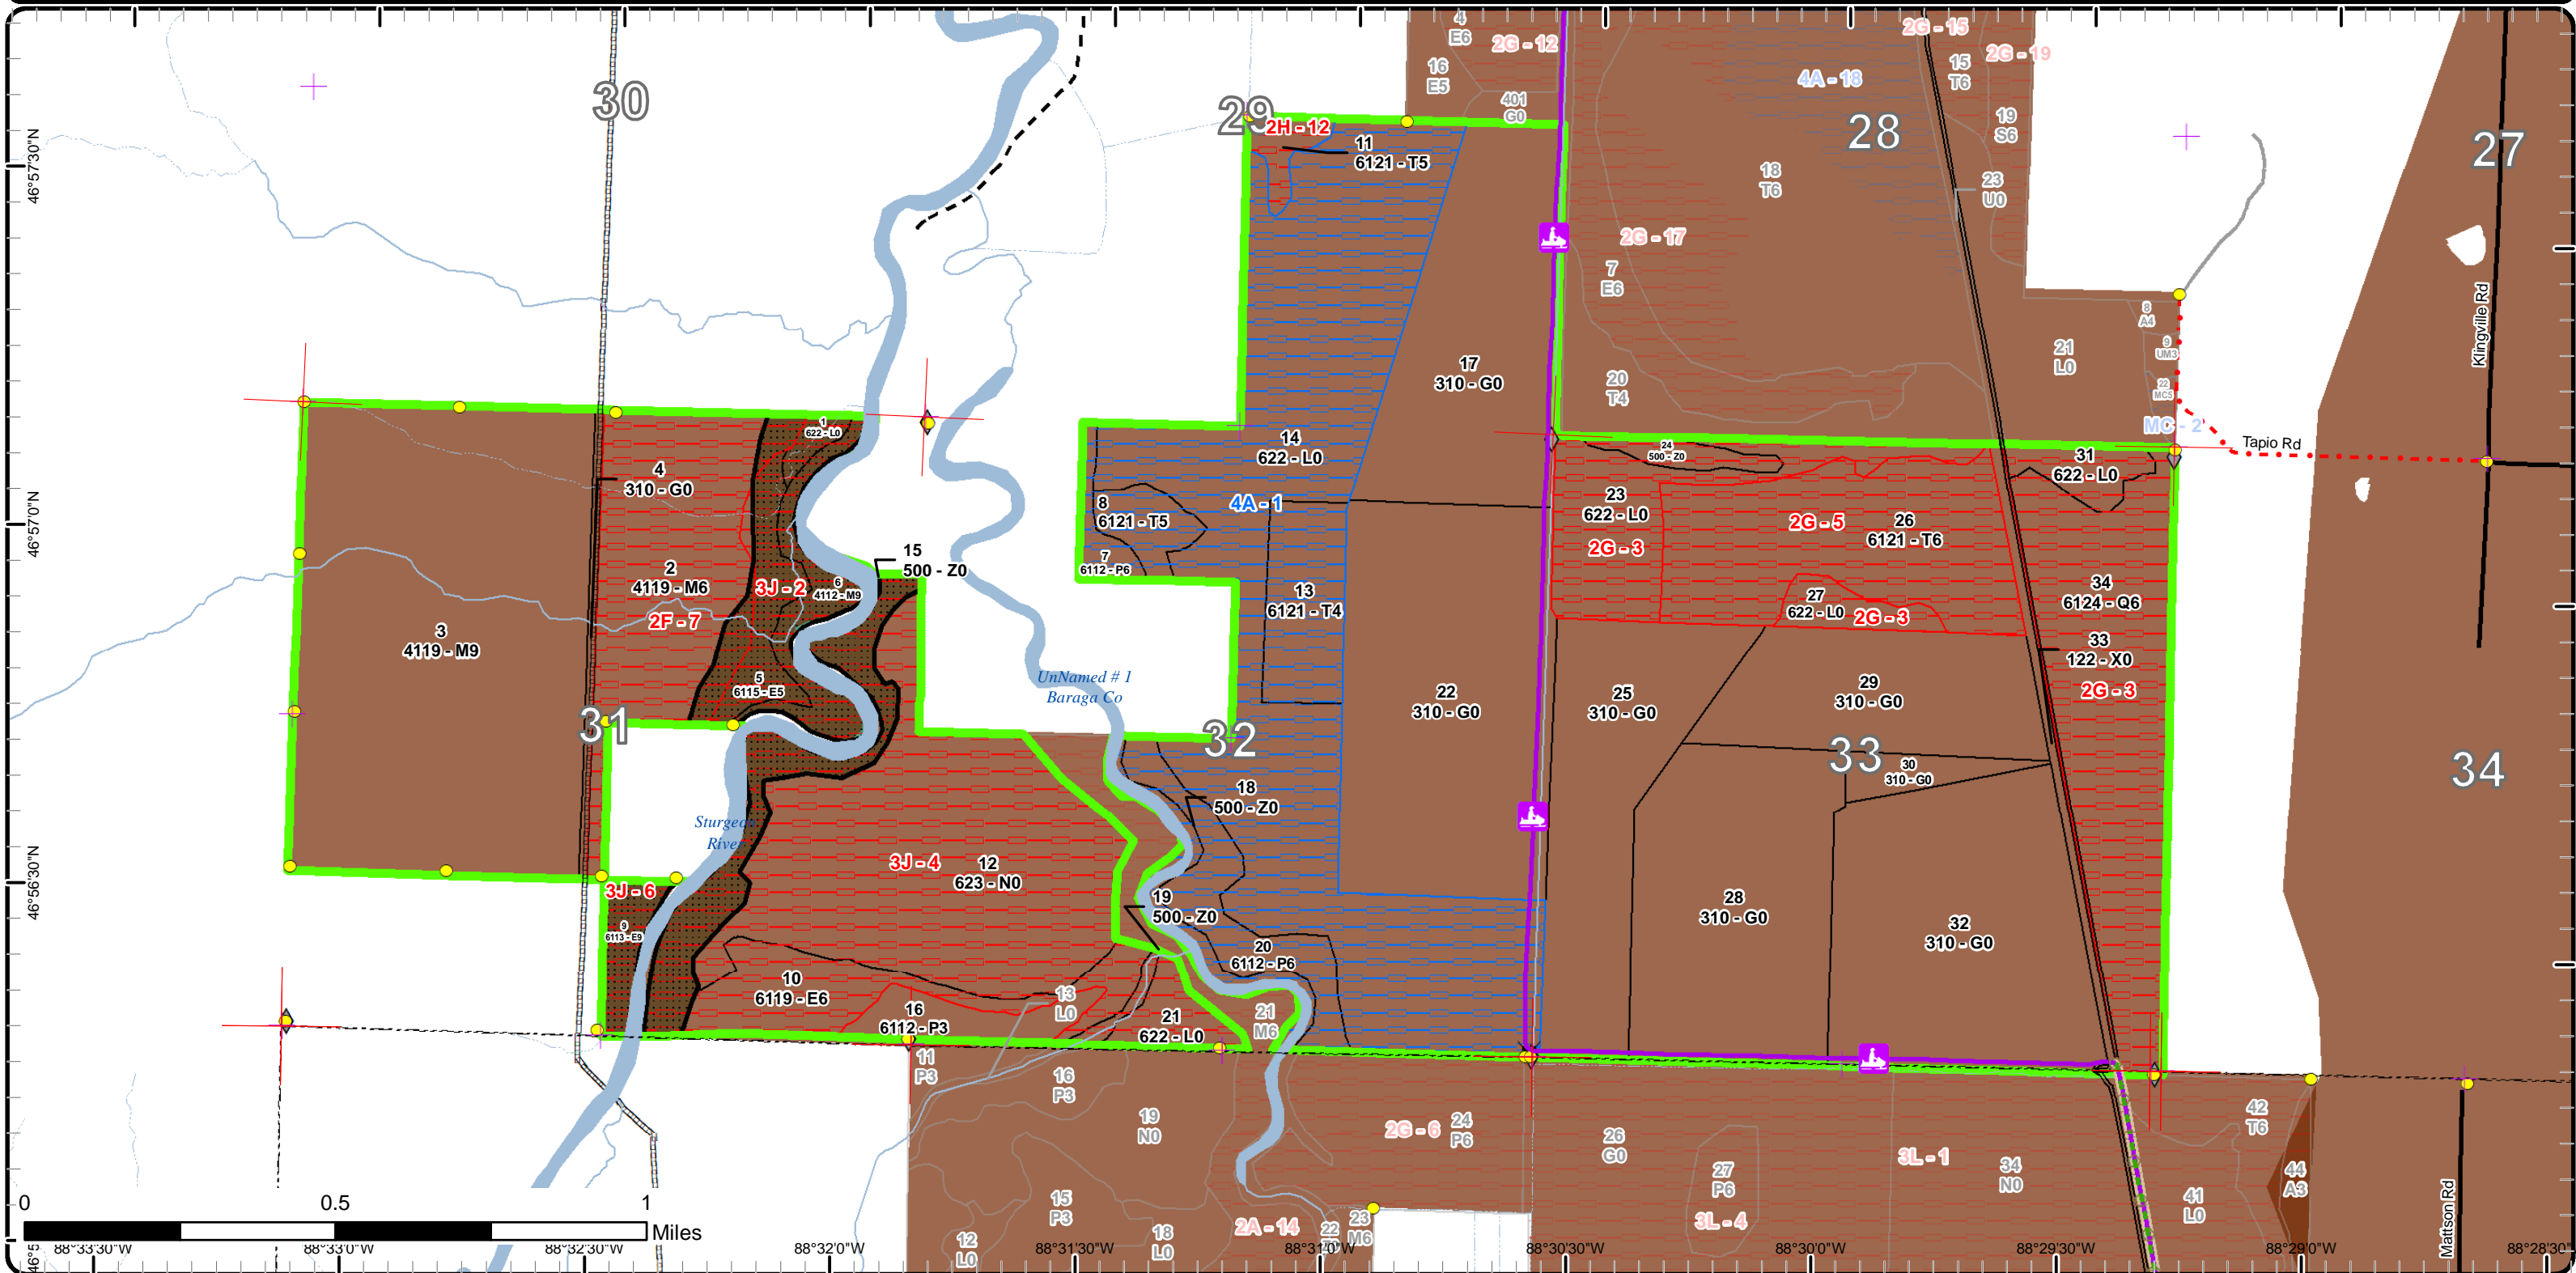 4
E6
2G - 12
16
E5
401
G0
2G - 15
2G - 19
4A - 18
15
T6
19
S6
30
29
28
27
2H - 12
11
6121 - T5
18
T6
23
U0
46°57'30"N
2G - 17
7
E6
17
310 - G0
20
T4
21
L0
8
A4
9
UM3
22
MC5
MC - 2
Klingville Rd
Tapio Rd
1
622 - L0
4
310 - G0
14
622 - L0
24
500 - Z0
31
622 - L0
46°57'0"N
8
6121 - T5
4A - 1
23
622 - L0
2G - 5
26
6121 - T6
2G - 3
15
500 - Z0
7
6112 - P6
2
4119 - M6
3J - 2
6
4112 - M9
13
6121 - T4
27
622 - L0
2G - 3
34
6124 - Q6
2F - 7
3
4119 - M9
33
122 - X0
2G - 3
5
6115 - E5
UnNamed # 1
Baraga Co
22
310 - G0
25
310 - G0
29
310 - G0
31
32
33
34
30
310 - G0
18
500 - Z0
Sturgeon
River
3J - 4
12
623 - N0
3J - 6
46°56'30"N
19
500 - Z0
28
310 - G0
32
310 - G0
9
6113 - E9
20
6112 - P6
10
6119 - E6
13
L0
16
6112 - P3
21
622 - L0
21
M6
11
P3
16
P3
19
N0
2G - 6
24
P6
26
G0
3L - 1
34
N0
42
T6
27
P6
3L - 4
44
A3
41
L0
15
P3
18
L0
12
L0
2A - 14
22
23
M6
Mattson Rd
0 0.5 1
Miles
46°5
88°33'30"W 88°33'0"W 88°32'30"W 88°32'0"W 88°31'30"W 88°31'0"W 88°30'30"W 88°30'0"W 88°29'30"W 88°29'0"W 88°28'30"